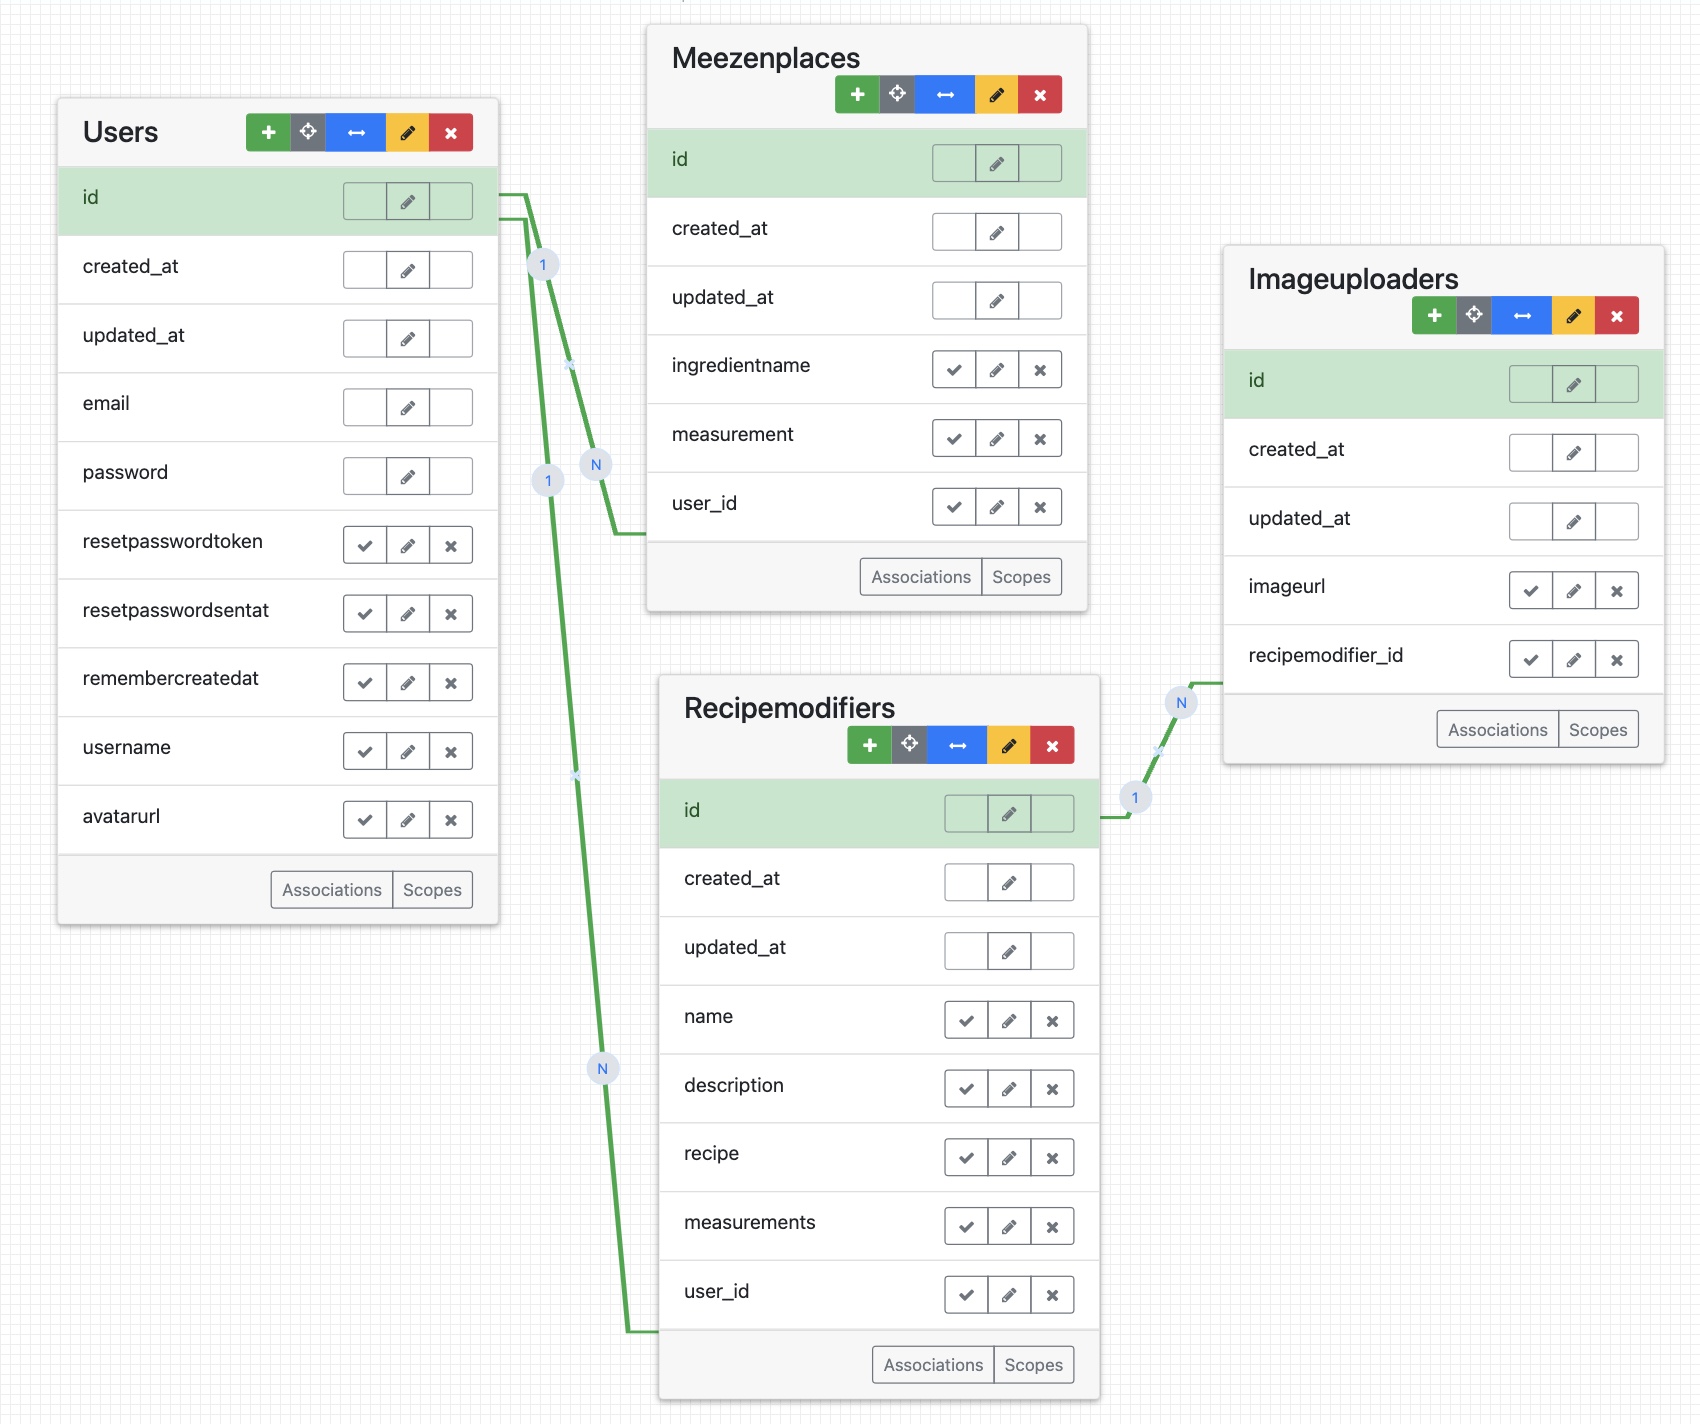 Users
id
created_at
updated_at
email
password
resetpasswordtoken
resetpasswordsentat
remembercreatedat
username
avatarurl
Associations Scopes
1
N
1
N
Meezenplaces
id
created_at
updated_at
ingredientname
measurement
user_id
Associations Scopes
Recipemodifiers
id
created_at
updated_at
name
description
recipe
measurements
user_id
Associations Scopes
N
1
Imageuploaders
id
created_at
updated_at
imageurl
recipemodifier_id
Associations Scopes